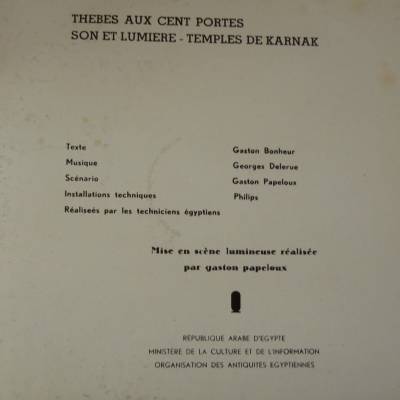 THEBES AUX CENT PORTES
SON ET LUMIERE - TEMPLES DE KARNAK
Texte Gaston Bonheur
Musique Georges Delerue
Scénario Gaston Papeloux
Installations techniques Philips
Réaliseés par les techniciens égyptiens
Mise en scène lumineuse réalisée
par gaston papeloux
RÉPUBLIQUE ARABE D'EGYPTE
MINISTÈRE DE LA CULTURE ET DE L'INFORMATION
ORGANISATION DES ANTIQUITES EGYPTIENNES